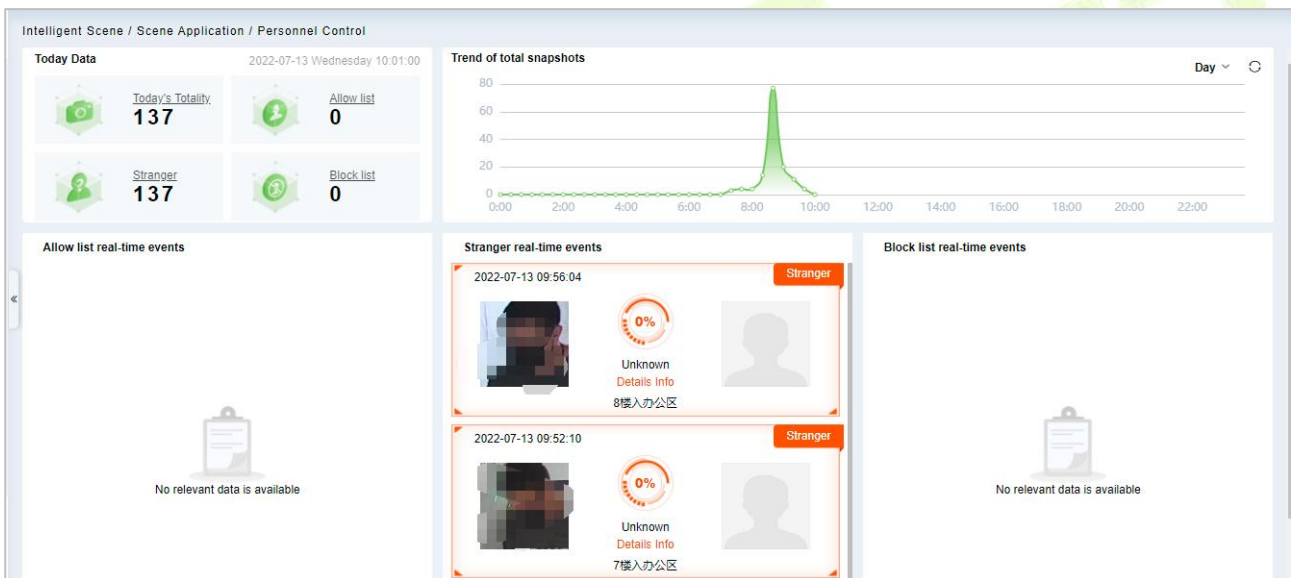 Intelligent Scene / Scene Application / Personnel Control
Today Data
2022-07-13 Wednesday 10:01:00
Today's Totality
137
Allow list
0
Stranger
137
Block list
0
Trend of total snapshots
Day
80
60
40
20
0
0:00 2:00 4:00 6:00 8:00 10:00 12:00 14:00 16:00 18:00 20:00 22:00
Allow list real-time events
No relevant data is available
Stranger real-time events
2022-07-13 09:56:04
Stranger
0%
Unknown
Details Info
8楼入办公区
2022-07-13 09:52:10
Stranger
0%
Unknown
Details Info
7楼入办公区
Block list real-time events
No relevant data is available